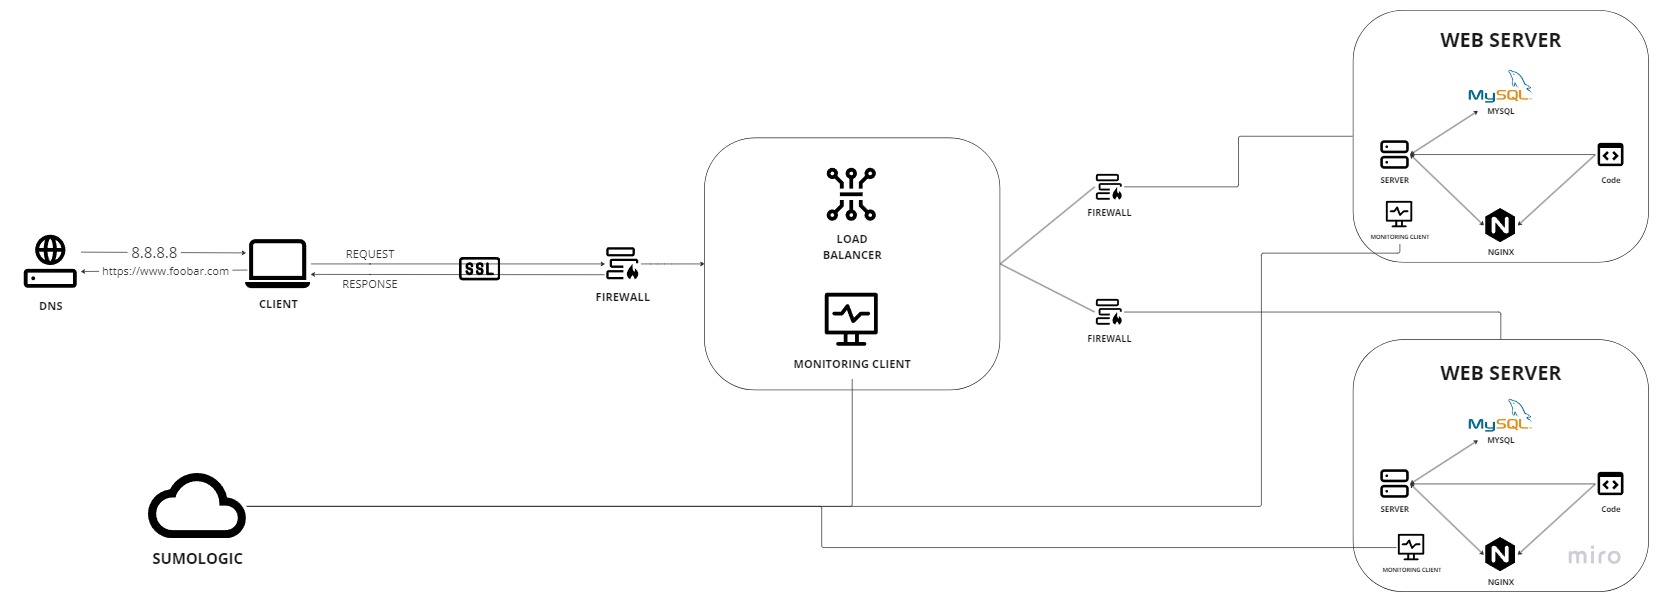 8.8.8.8
https://www.foobar.com
DNS
CLIENT
REQUEST
RESPONSE
SSL
FIREWALL
LOAD
BALANCER
MONITORING CLIENT
FIREWALL
FIREWALL
WEB SERVER
MySQL
MYSQL
SERVER
Code
MONITORING CLIENT
N
NGINX
WEB SERVER
MySQL
MYSQL
SERVER
Code
MONITORING CLIENT
N
NGINX
SUMOLOGIC
miro